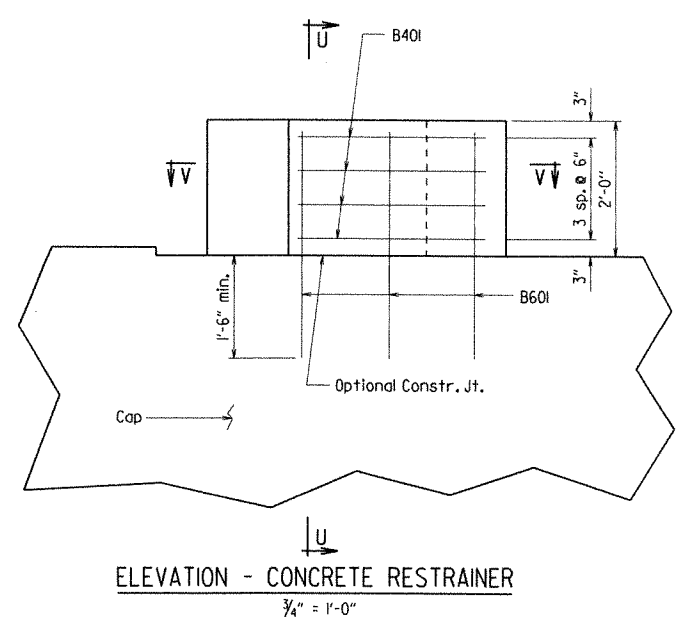 U
B401
3"
V
V
3 sp. @ 6"
2'-0"
1'-6" min.
3"
B601
Optional Constr. Jt.
Cap
U
ELEVATION - CONCRETE RESTRAINER
3/4" = 1'-0"